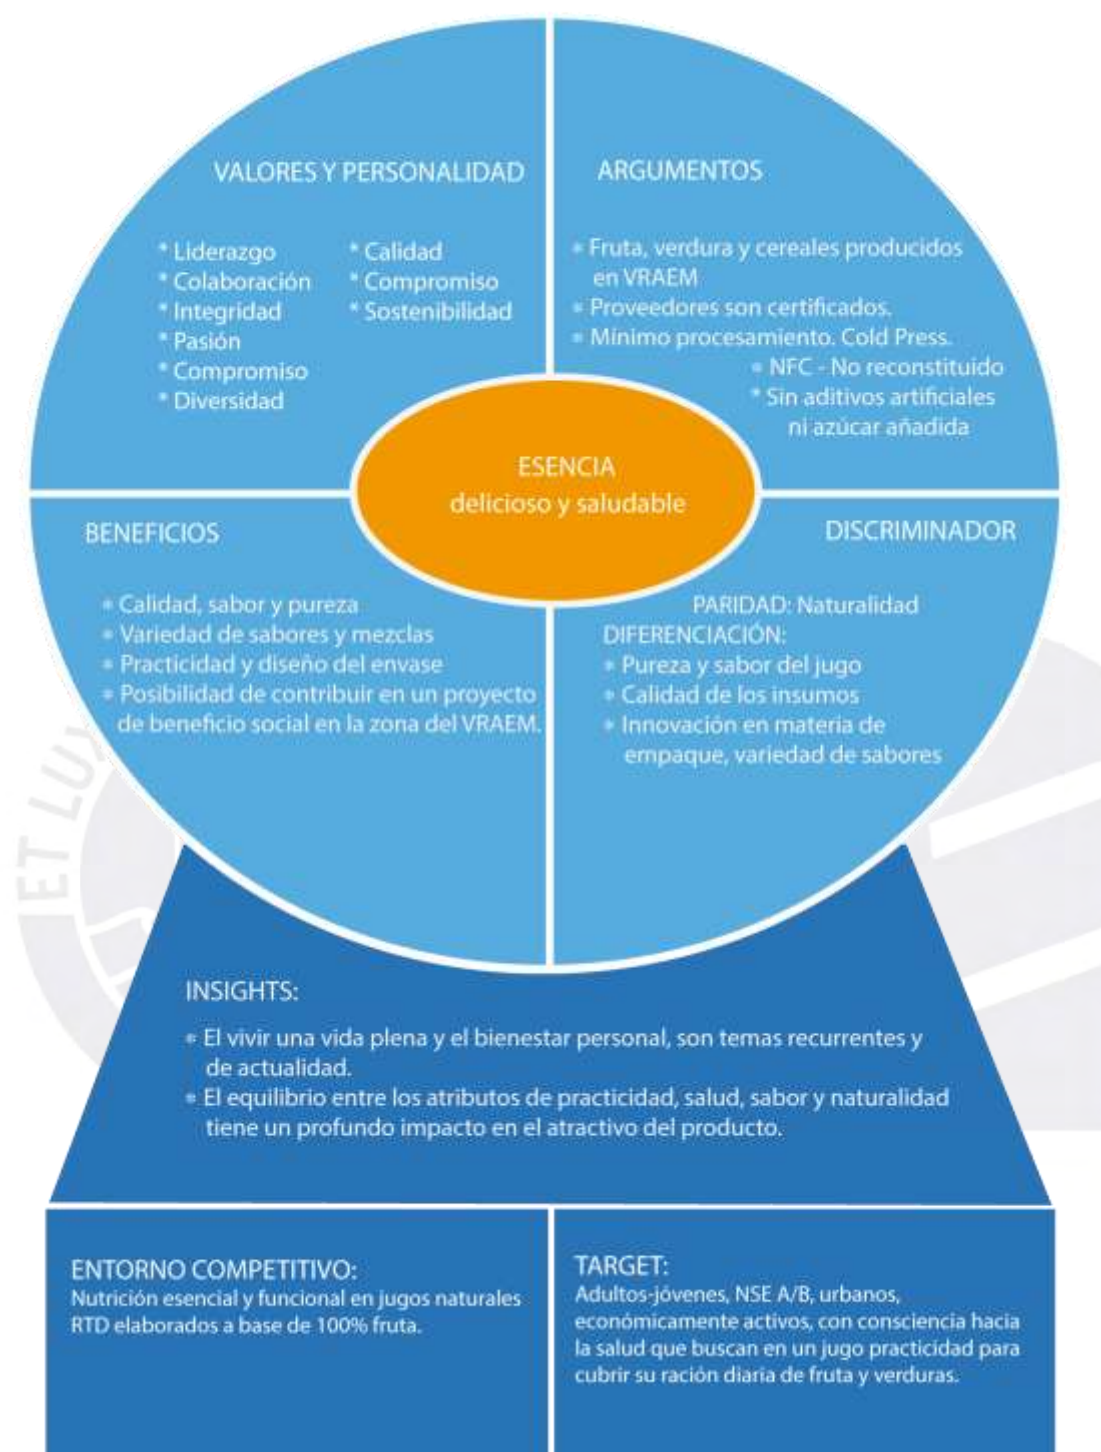 VALORES Y PERSONALIDAD
* Liderazgo
* Colaboración
* Integridad
* Pasión
* Compromiso
* Diversidad
* Calidad
* Compromiso
* Sostenibilidad
ARGUMENTOS
* Fruta, verdura y cereales producidos
en VRAEM
* Proveedores son certificados.
* Mínimo procesamiento. Cold Press.
* NFC - No reconstituido
* Sin aditivos artificiales
ni azúcar añadida
ESENCIA
delicioso y saludable
BENEFICIOS
* Calidad, sabor y pureza
* Variedad de sabores y mezclas
* Practicidad y diseño del envase
* Posibilidad de contribuir en un proyecto
de beneficio social en la zona del VRAEM.
DISCRIMINADOR
PARIDAD: Naturalidad
DIFERENCIACIÓN:
* Pureza y sabor del jugo
* Calidad de los insumos
* Innovación en materia de
empaque, variedad de sabores
ET LUX
INSIGHTS:
* El vivir una vida plena y el bienestar personal, son temas recurrentes y
de actualidad.
* El equilibrio entre los atributos de practicidad, salud, sabor y naturalidad
tiene un profundo impacto en el atractivo del producto.
ENTORNO COMPETITIVO:
Nutrición esencial y funcional en jugos naturales
RTD elaborados a base de 100% fruta.
TARGET:
Adultos-jóvenes, NSE A/B, urbanos,
económicamente activos, con consciencia hacia
la salud que buscan en un jugo practicidad para
cubrir su ración diaria de fruta y verduras.